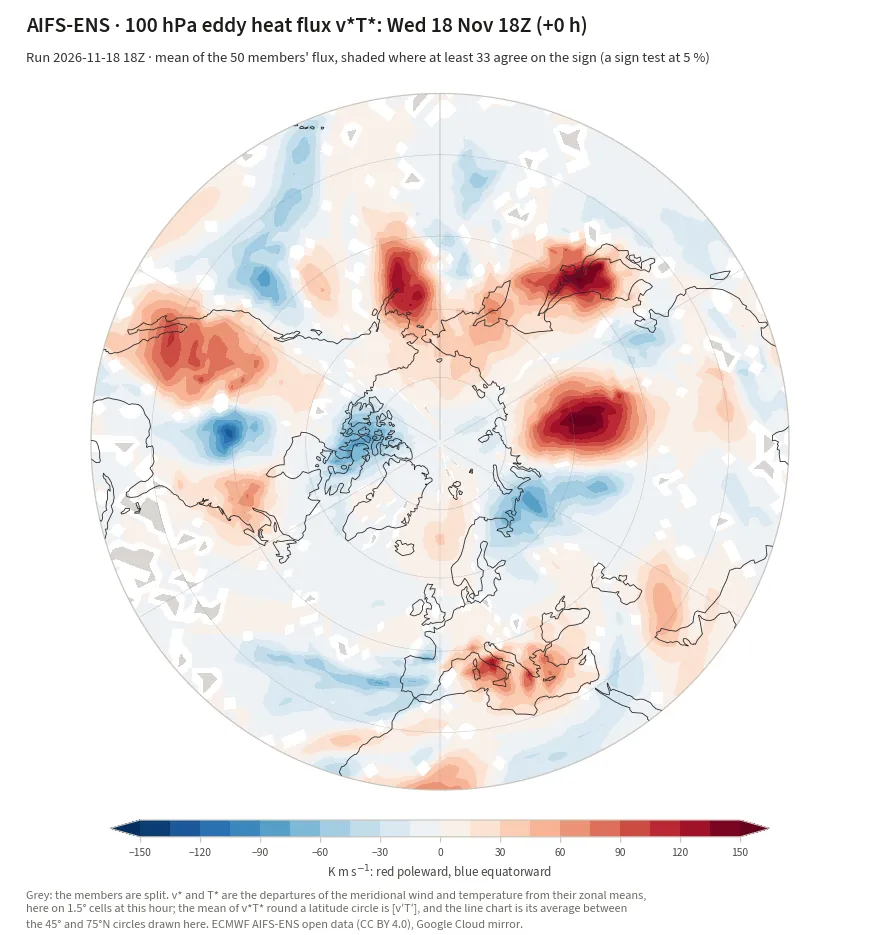 AIFS-ENS · 100 hPa eddy heat flux v*T*: Wed 18 Nov 18Z (+0 h)
Run 2026-11-18 18Z · mean of the 50 members' flux, shaded where at least 33 agree on the sign (a sign test at 5 %)
−150 −120 −90 −60 −30 0 30 60 90 120 150
K m s⁻¹: red poleward, blue equatorward
Grey: the members are split. v* and T* are the departures of the meridional wind and temperature from their zonal means,
here on 1.5° cells at this hour; the mean of v*T* round a latitude circle is [v′T′], and the line chart is its average between
the 45° and 75°N circles drawn here. ECMWF AIFS-ENS open data (CC BY 4.0), Google Cloud mirror.